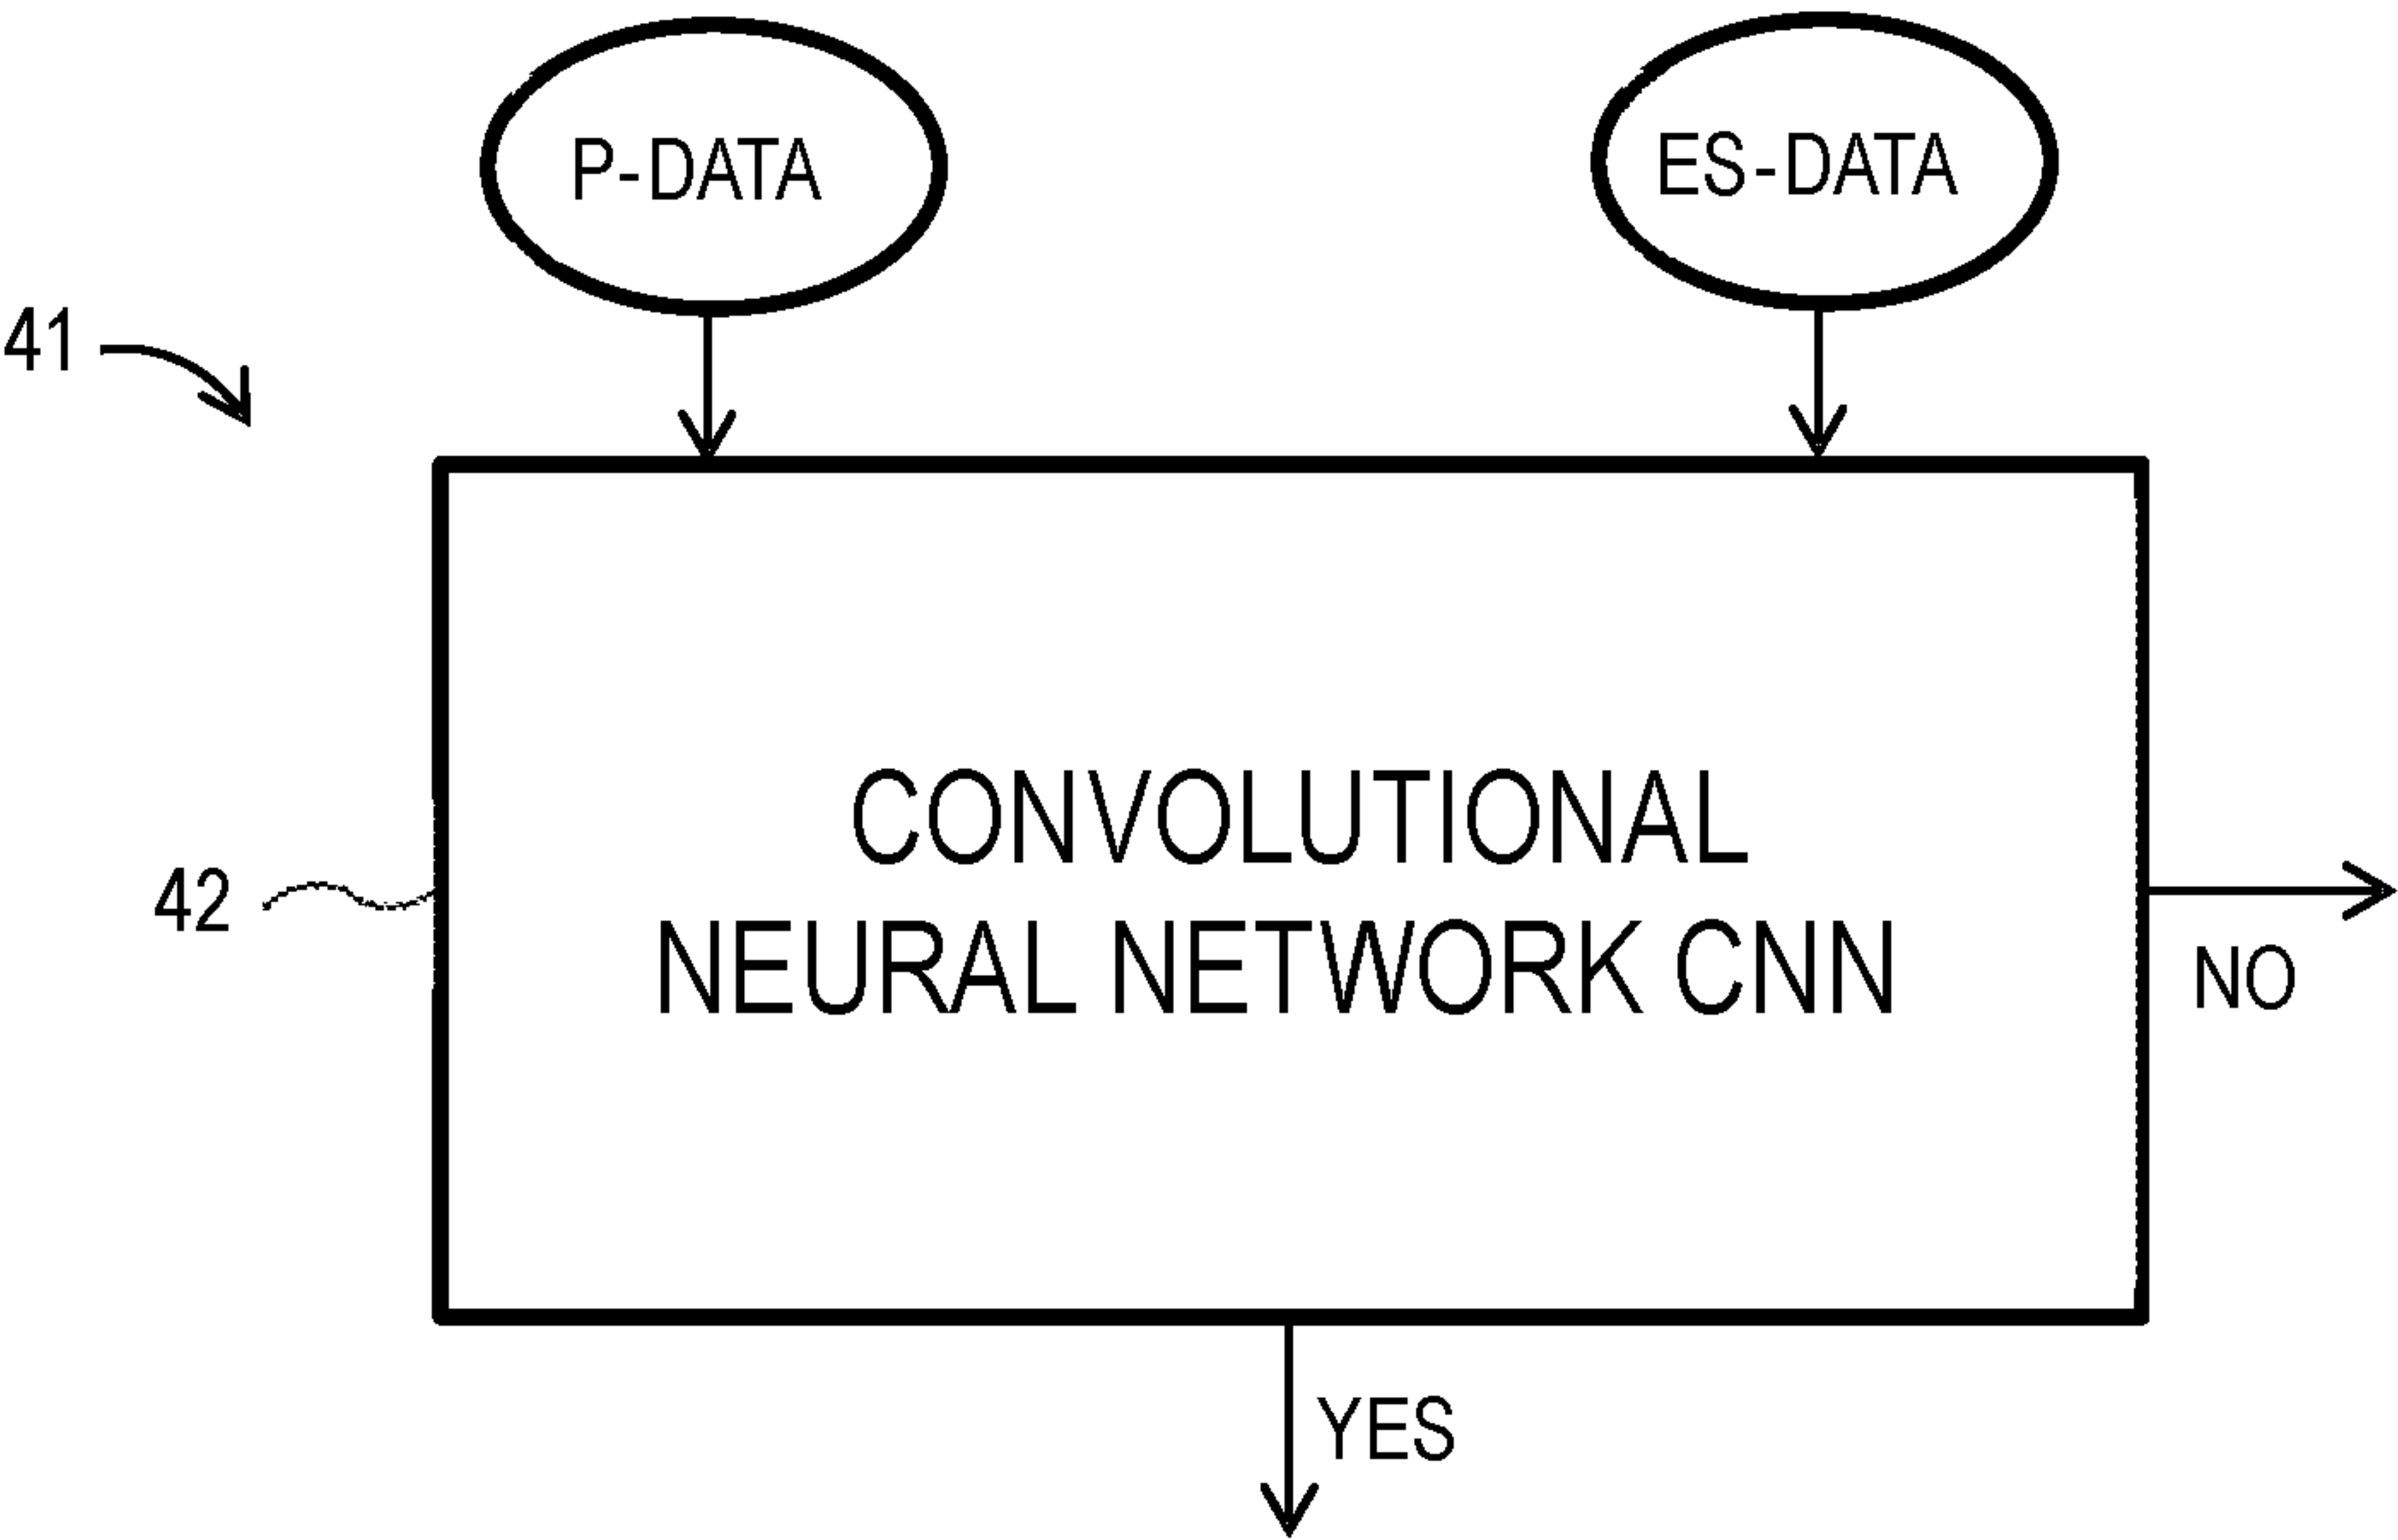 P-DATA
ES-DATA
41
CONVOLUTIONAL
42
NEURAL NETWORK CNN
NO
YES